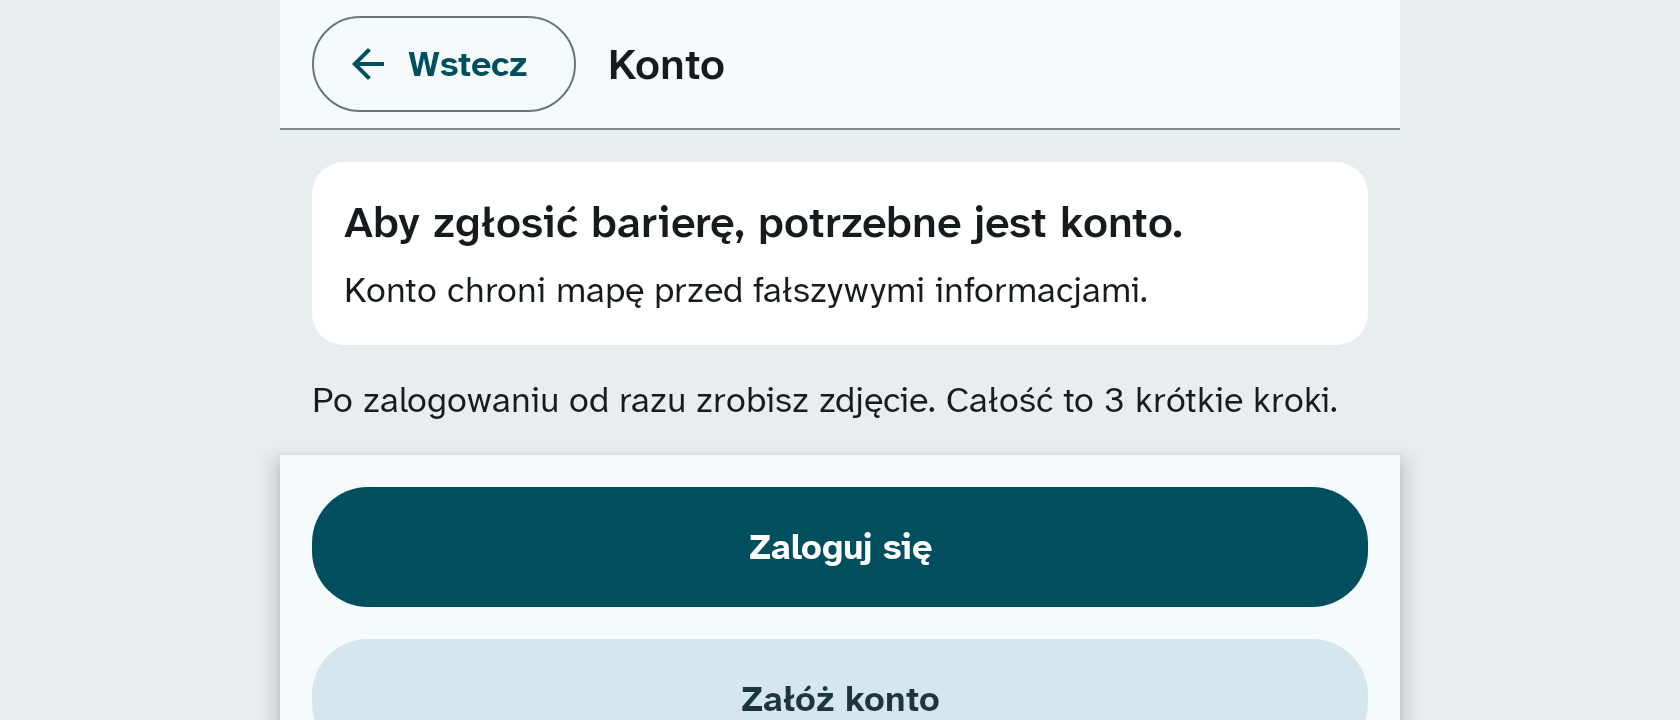 Wstecz
Konto
Aby zgłosić barierę, potrzebne jest konto.
Konto chroni mapę przed fałszywymi informacjami.
Po zalogowaniu od razu zrobisz zdjęcie. Całość to 3 krótkie kroki.
Zaloguj się
Załóż konto